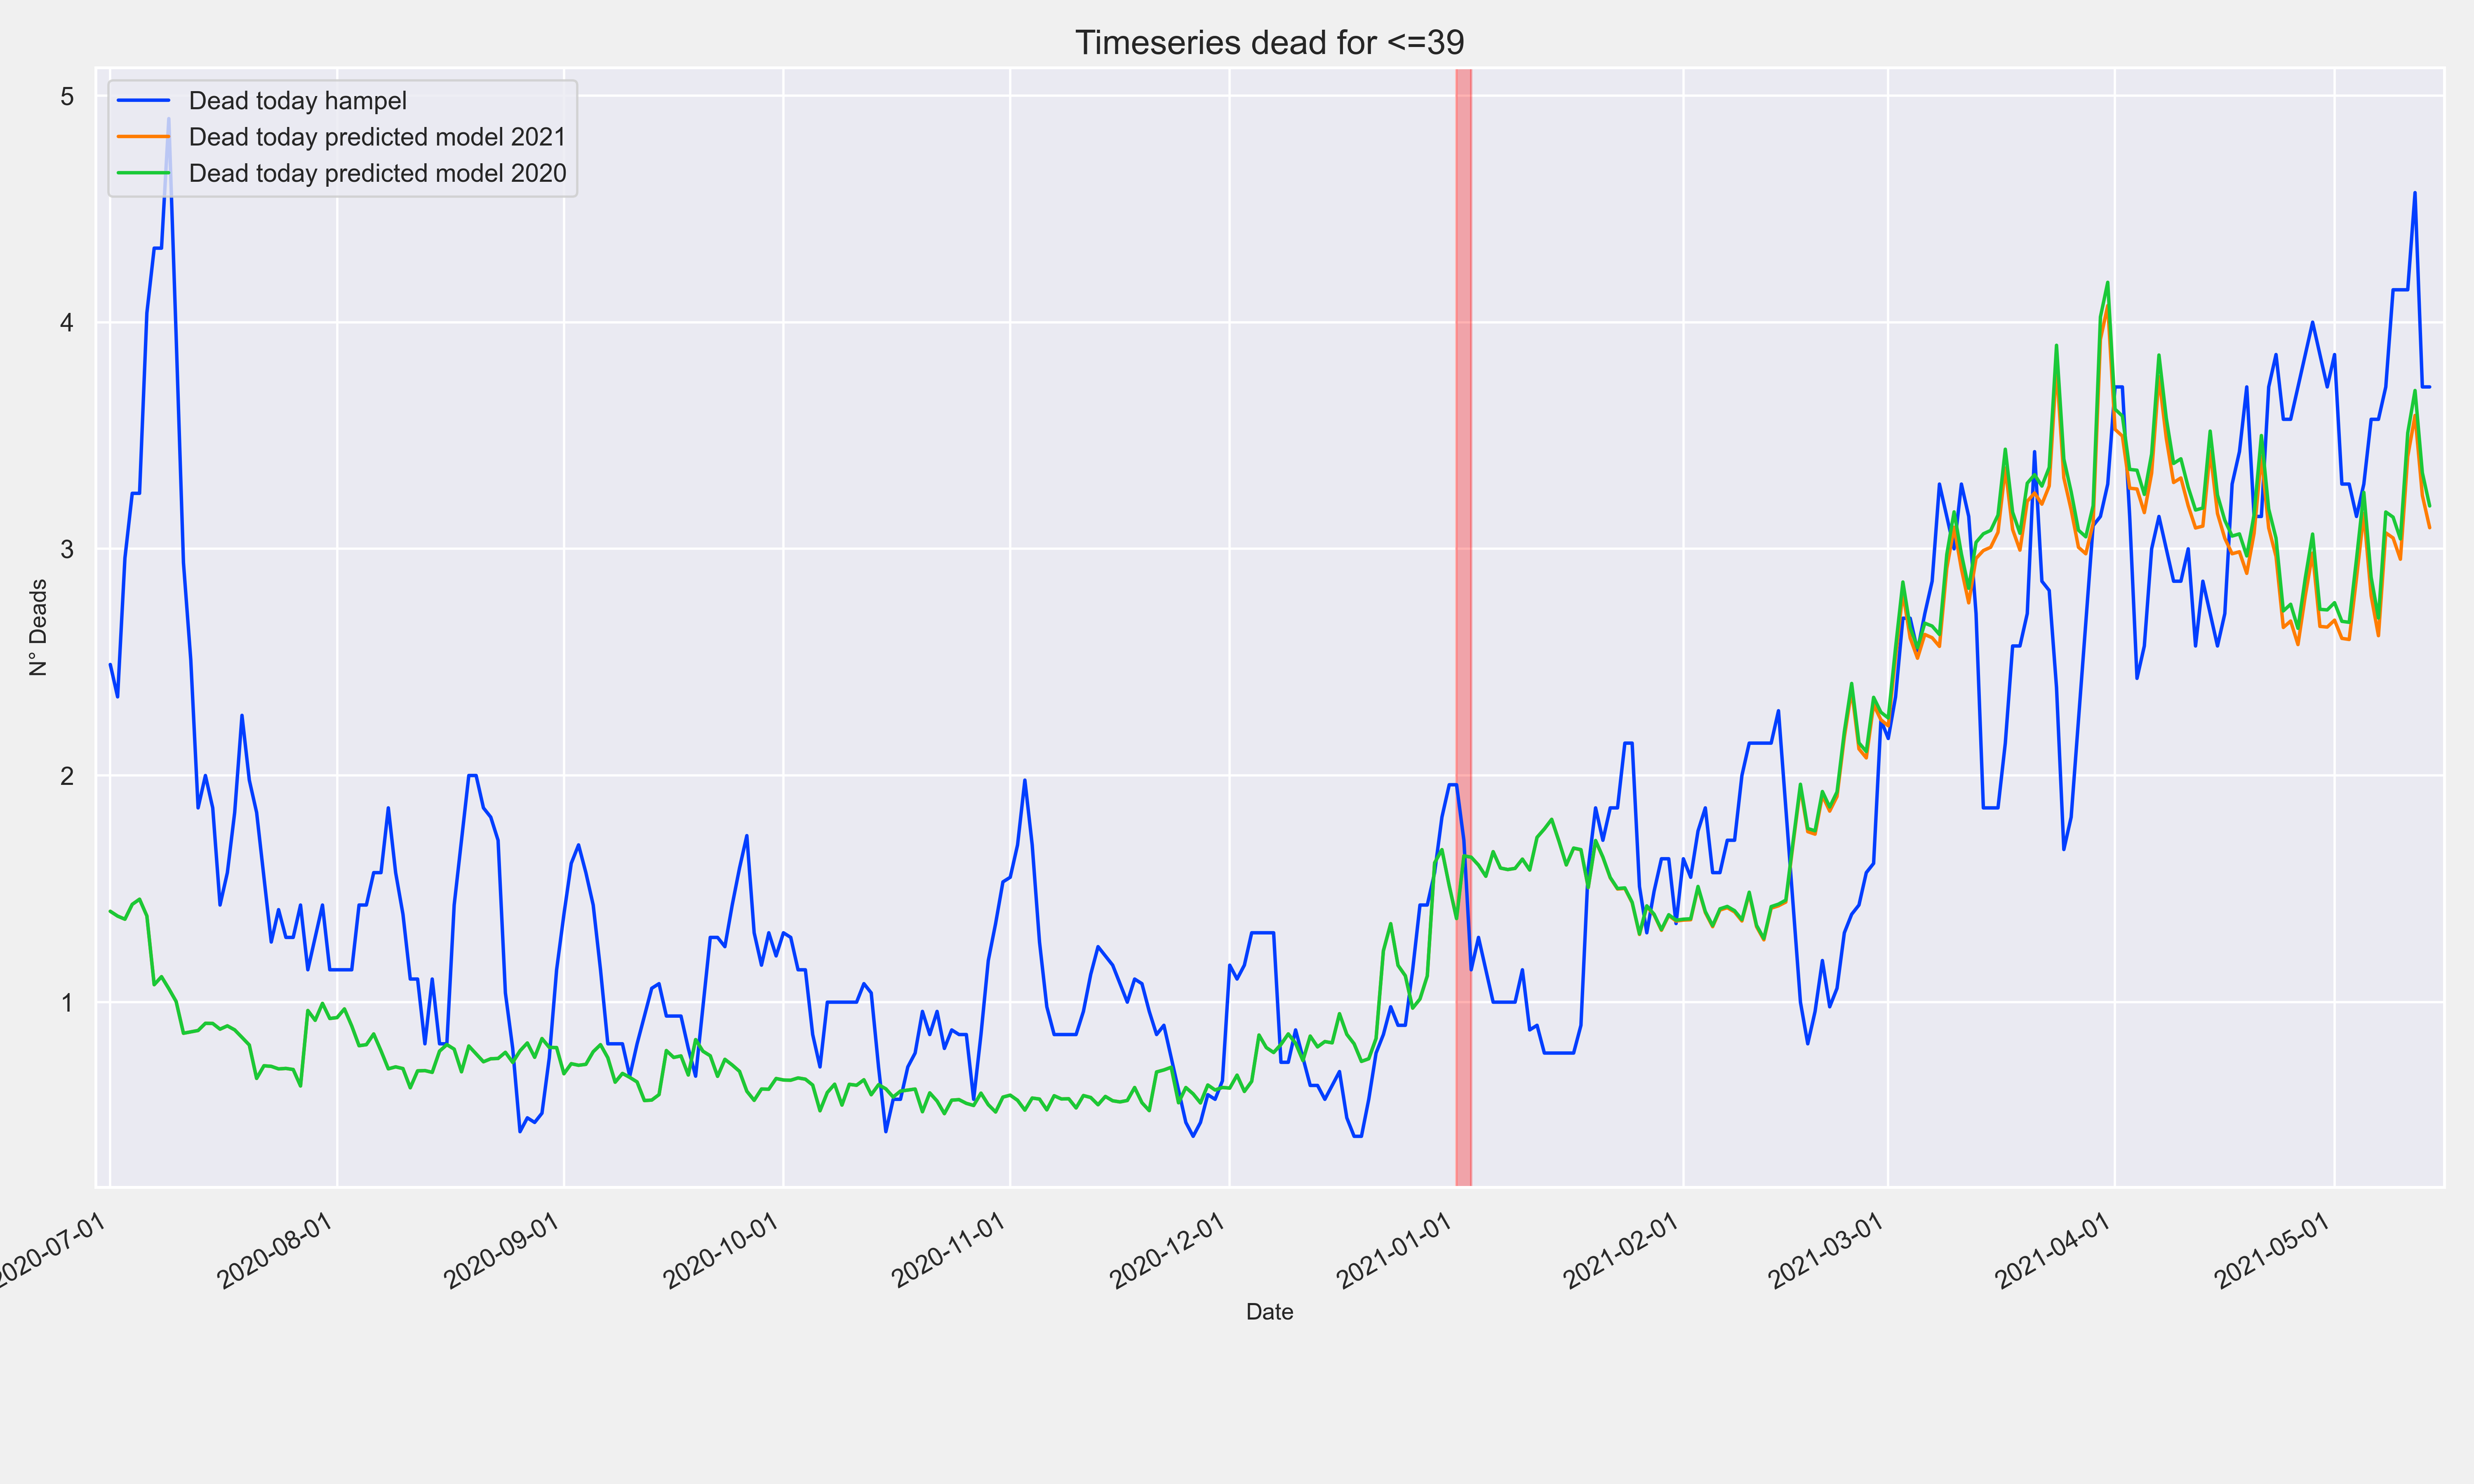 Timeseries dead for <=39
Dead today hampel
Dead today predicted model 2021
Dead today predicted model 2020
5
4
3
2
1
N° Deads
2020-07-01
2020-08-01
2020-09-01
2020-10-01
2020-11-01
2020-12-01
2021-01-01
2021-02-01
2021-03-01
2021-04-01
2021-05-01
Date